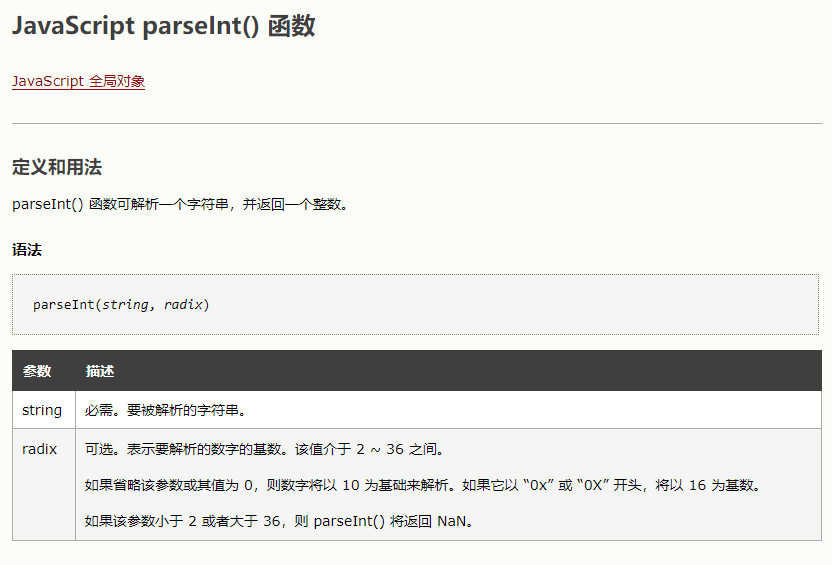 JavaScript parseInt() 函数
JavaScript 全局对象
定义和用法
parseInt() 函数可解析一个字符串，并返回一个整数。
语法
parseInt(string, radix)
参数 描述
string 必需。要被解析的字符串。
radix 可选。表示要解析的数字的基数。该值介于 2 ~ 36 之间。
如果省略该参数或其值为 0，则数字将以 10 为基础来解析。如果它以 “0x” 或 “0X” 开头，将以 16 为基数。
如果该参数小于 2 或者大于 36，则 parseInt() 将返回 NaN。